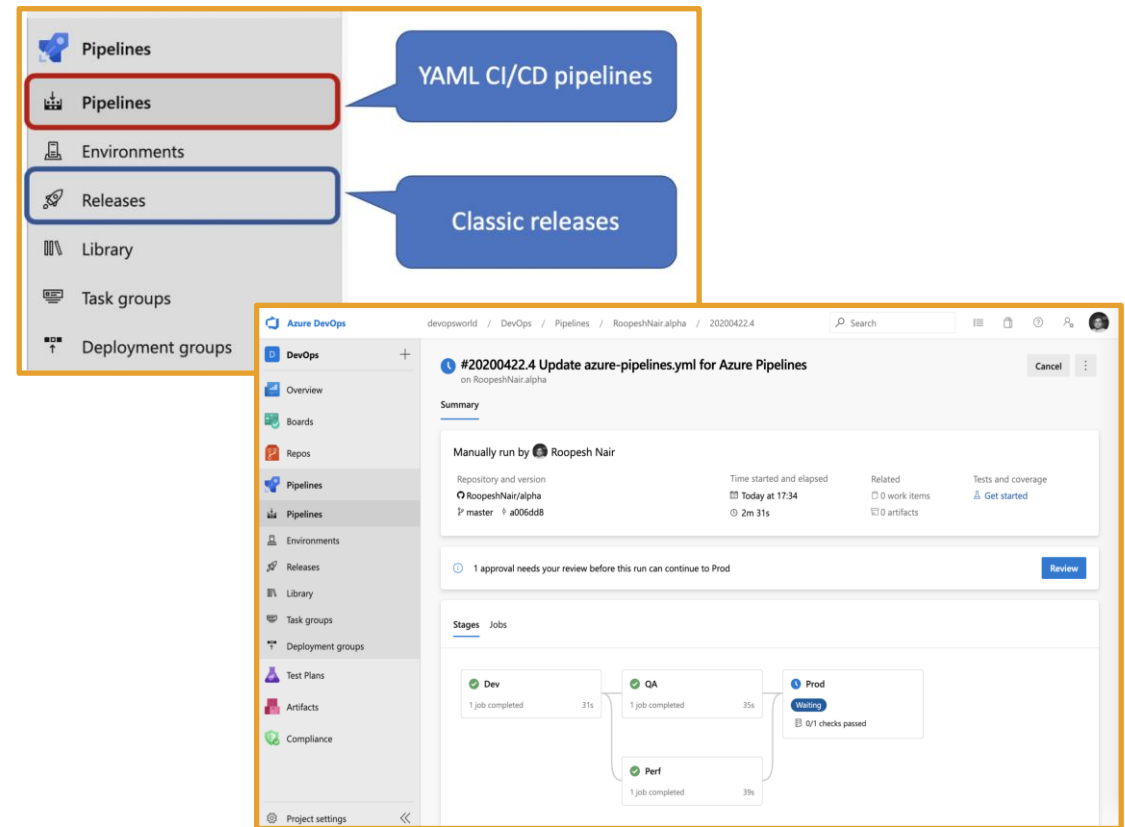 Pipelines
Pipelines
YAML CI/CD pipelines
Environments
Releases
Classic releases
Library
Task groups
Deployment groups
Azure DevOps
devopsworld / DevOps / Pipelines / RoopeshNair.alpha / 20200422.4
Search
D DevOps +
Overview
Boards
Repos
Pipelines
Pipelines
Environments
Releases
Library
Task groups
Deployment groups
Test Plans
Artifacts
Compliance
Project settings
#20200422.4 Update azure-pipelines.yml for Azure Pipelines
on RoopeshNair.alpha
Cancel
Summary
Manually run by Roopesh Nair
Repository and version Time started and elapsed Related Tests and coverage
RoopeshNair/alpha Today at 17:34 0 work items Get started
master a006dd8 2m 31s 0 artifacts
1 approval needs your review before this run can continue to Prod Review
Stages Jobs
Dev
1 job completed 31s
QA
1 job completed 35s
Prod
Waiting
0/1 checks passed
Perf
1 job completed 39s